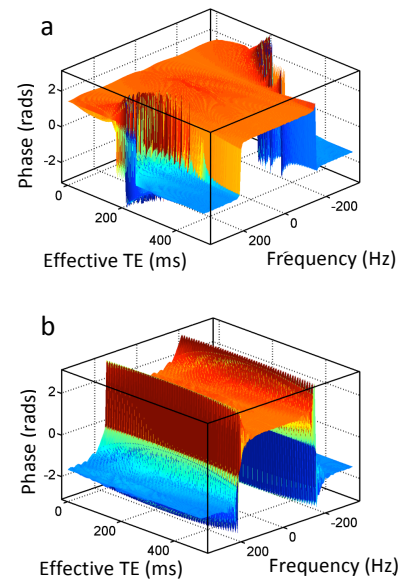 a
2
0
-2
Phase (rads)
0
200
400
200
0
-200
Effective TE (ms)
Frequency (Hz)
b
2
0
-2
Phase (rads)
0
200
400
200
0
-200
Effective TE (ms)
Frequency (Hz)